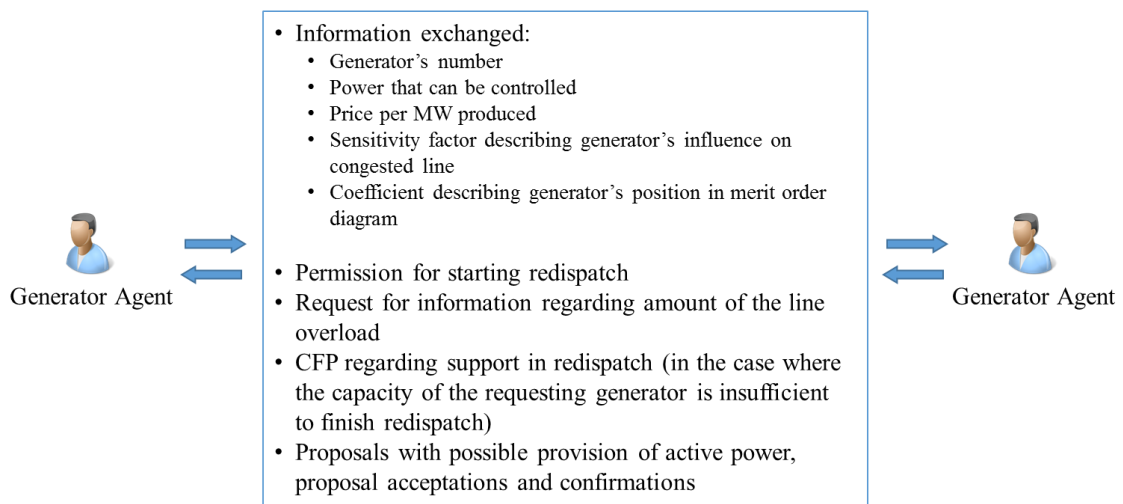 • Information exchanged:
• Generator's number
• Power that can be controlled
• Price per MW produced
• Sensitivity factor describing generator's influence on
congested line
• Coefficient describing generator's position in merit order
diagram
• Permission for starting redispatch
• Request for information regarding amount of the line
overload
• CFP regarding support in redispatch (in the case where
the capacity of the requesting generator is insufficient
to finish redispatch)
• Proposals with possible provision of active power,
proposal acceptations and confirmations
Generator Agent
Generator Agent